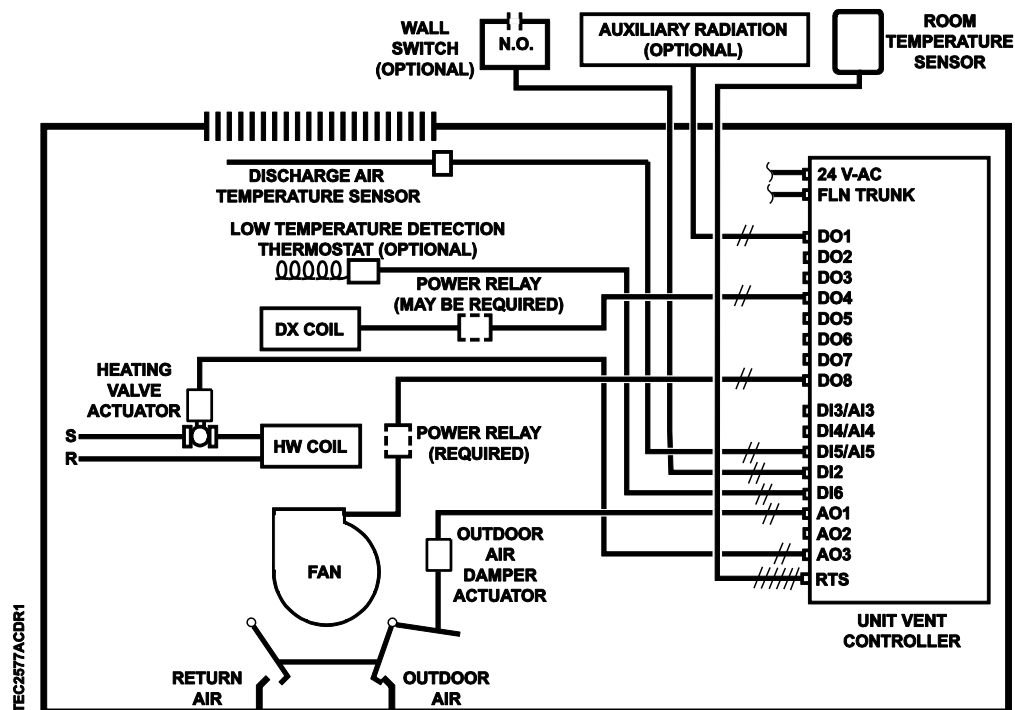 WALL
SWITCH
(OPTIONAL)
N.O.
AUXILIARY RADIATION
(OPTIONAL)
ROOM
TEMPERATURE
SENSOR
DISCHARGE AIR
TEMPERATURE SENSOR
LOW TEMPERATURE DETECTION
THERMOSTAT (OPTIONAL)
POWER RELAY
(MAY BE REQUIRED)
DX COIL
HEATING
VALVE
ACTUATOR
S
R
HW COIL
POWER RELAY
(REQUIRED)
FAN
OUTDOOR
AIR
DAMPER
ACTUATOR
RETURN
AIR
OUTDOOR
AIR
24 V-AC
FLN TRUNK
DO1
DO2
DO3
DO4
DO5
DO6
DO7
DO8
DI3/AI3
DI4/AI4
DI5/AI5
DI2
DI6
AO1
AO2
AO3
RTS
UNIT VENT
CONTROLLER
TEC2577ACDR1